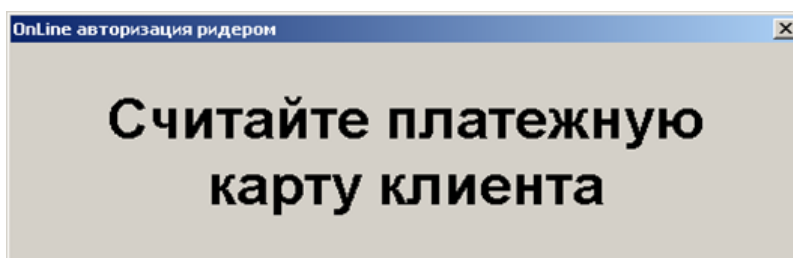 OnLine авторизация ридером
Считайте платежную
карту клиента